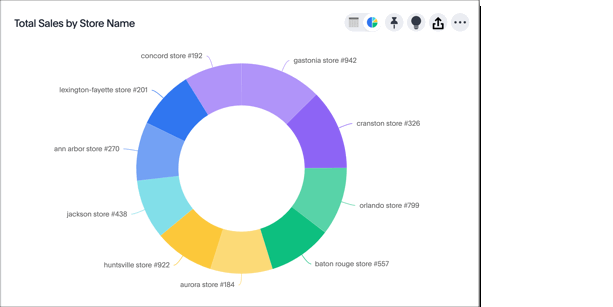 Total Sales by Store Name
concord store #192
gastonia store #942
lexington-fayette store #201
cranston store #326
ann arbor store #270
orlando store #799
jackson store #438
huntsville store #922
baton rouge store #557
aurora store #184